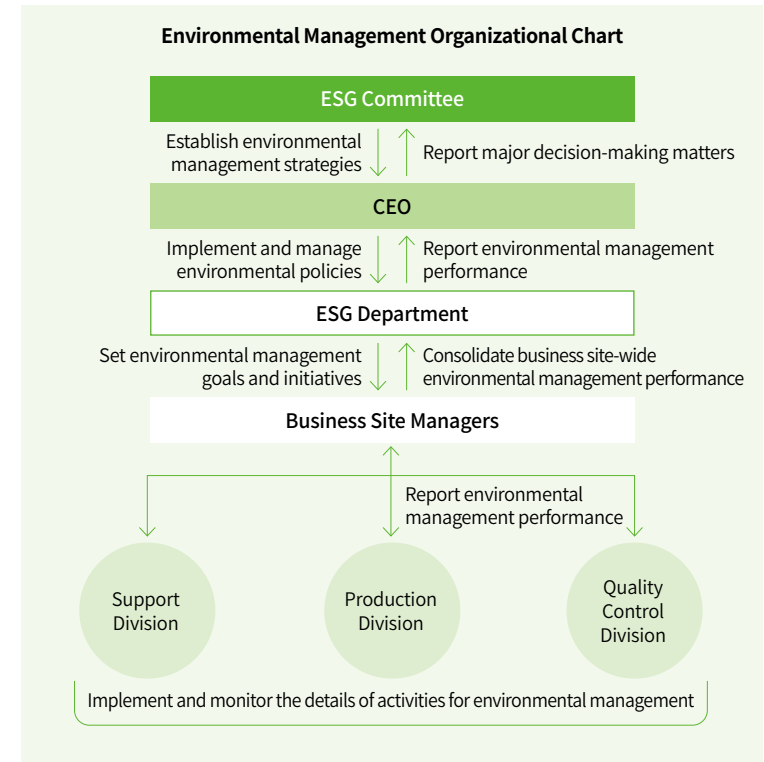 Environmental Management Organizational Chart
ESG Committee
Establish environmental
management strategies
Report major decision-making matters
CEO
Implement and manage
environmental policies
Report environmental management
performance
ESG Department
Set environmental management
goals and initiatives
Consolidate business site-wide
environmental management performance
Business Site Managers
Report environmental
management performance
Support
Division
Production
Division
Quality
Control
Division
Implement and monitor the details of activities for environmental management